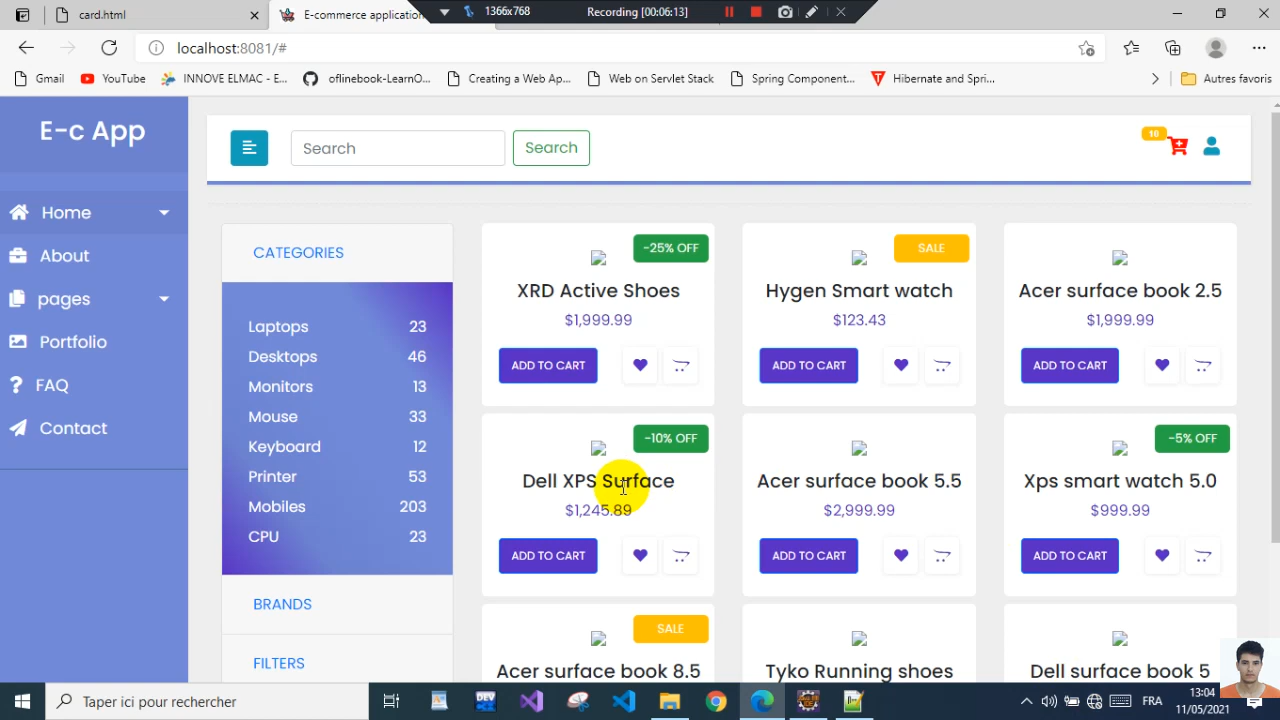 card.html
E-commerce application
1366x768
Recording [00:06:13]
localhost:8081/#
Gmail
YouTube
INNOVE ELMAC - E...
oflinebook-LearnO...
Creating a Web App...
Web on Servlet Stack
Spring Component...
Hibernate and Spri...
Autres favoris
E-c App
Home
About
pages
Portfolio
FAQ
Contact
Search
Search
10
CATEGORIES
Laptops 23
Desktops 46
Monitors 13
Mouse 33
Keyboard 12
Printer 53
Mobiles 203
CPU 23
BRANDS
FILTERS
-25% OFF
XRD Active Shoes
$1,999.99
ADD TO CART
SALE
Hygen Smart watch
$123.43
ADD TO CART
Acer surface book 2.5
$1,999.99
ADD TO CART
-10% OFF
Dell XPS Surface
$1,245.89
ADD TO CART
Acer surface book 5.5
$2,999.99
ADD TO CART
-5% OFF
Xps smart watch 5.0
$999.99
ADD TO CART
SALE
Acer surface book 8.5
Tyko Running shoes
Dell surface book 5
Taper ici pour rechercher
DEV
FRA
13:04
11/05/2021